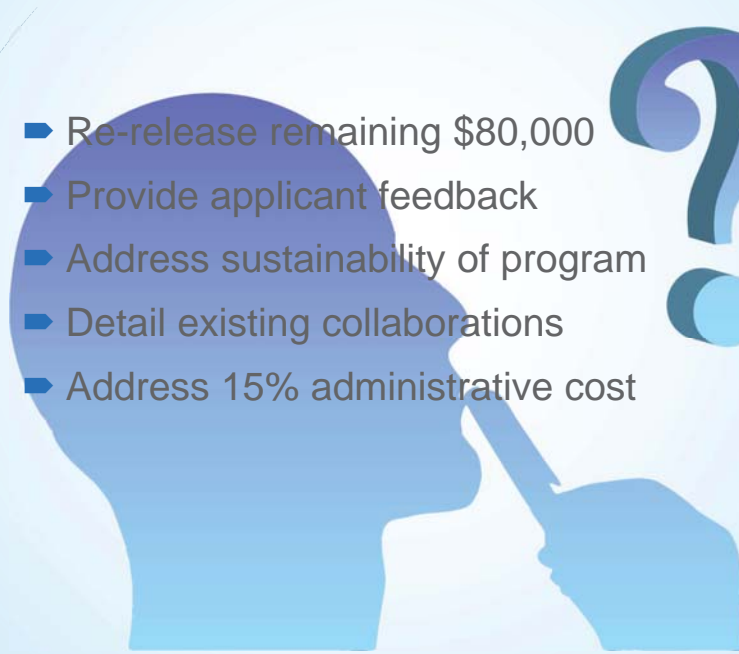 Re-release remaining $80,000
Provide applicant feedback
Address sustainability of program
Detail existing collaborations
Address 15% administrative cost